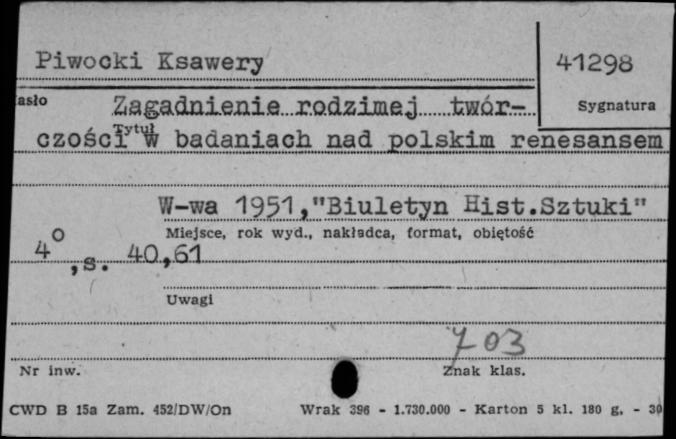 Piwocki Ksawery
41298
asło
Zagadnienie rodzimej twór-
Sygnatura
Tytuł
czości w badaniach nad polskim renesansem
W-wa 1951,"Biuletyn Hist.Sztuki"
Miejsce, rok wyd., nakładca, format, objętość
4o,s. 40,61
Uwagi
703
Nr inw.
Znak klas.
CWD B 15a Zam. 452/DW/On
Wrak 396 - 1.730.000 - Karton 5 kl. 180 g. - 30